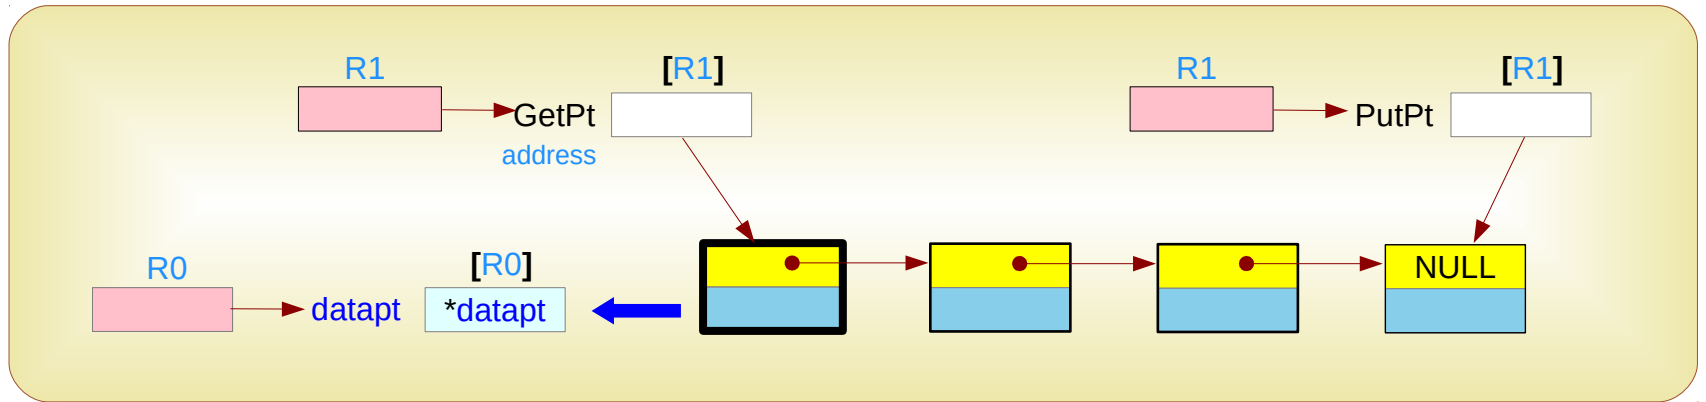 R1
[R1]
GetPt
address
R1
[R1]
PutPt
R0
datapt
[R0]
*datapt
NULL